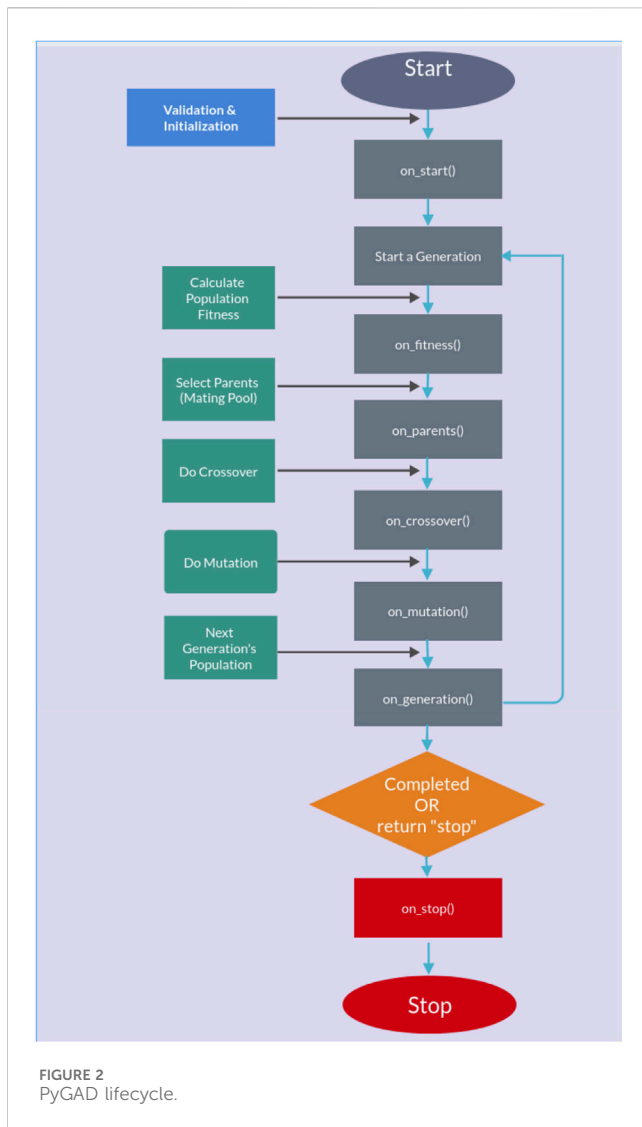 Start
Validation &
Initialization
on_start()
Start a Generation
Calculate
Population
Fitness
on_fitness()
Select Parents
(Mating Pool)
on_parents()
Do Crossover
on_crossover()
Do Mutation
on_mutation()
Next
Generation's
Population
on_generation()
Completed
OR
return "stop"
on_stop()
Stop
FIGURE 2
PyGAD lifecycle.